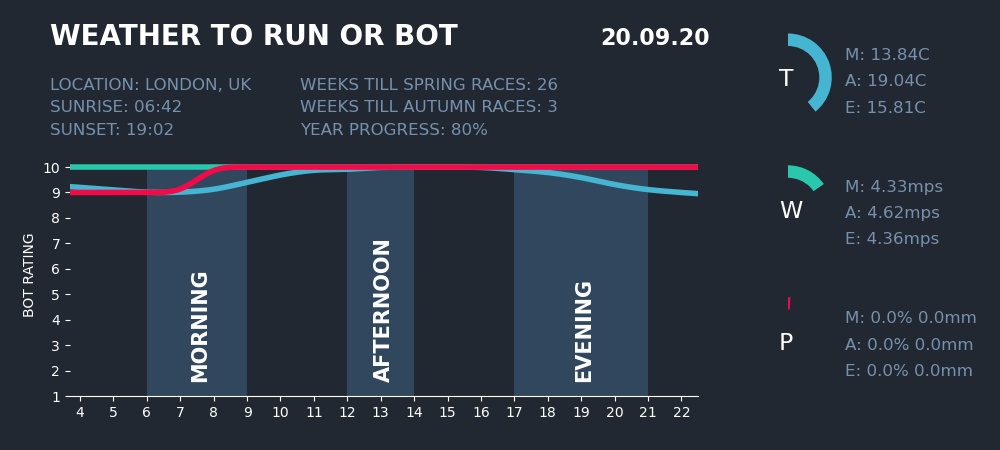 WEATHER TO RUN OR BOT
20.09.20
LOCATION: LONDON, UK
SUNRISE: 06:42
SUNSET: 19:02
WEEKS TILL SPRING RACES: 26
WEEKS TILL AUTUMN RACES: 3
YEAR PROGRESS: 80%
BOT RATING
10
9
8
7
6
5
4
3
2
1
MORNING
AFTERNOON
EVENING
4 5 6 7 8 9 10 11 12 13 14 15 16 17 18 19 20 21 22
T
M: 13.84C
A: 19.04C
E: 15.81C
W
M: 4.33mps
A: 4.62mps
E: 4.36mps
P
M: 0.0% 0.0mm
A: 0.0% 0.0mm
E: 0.0% 0.0mm